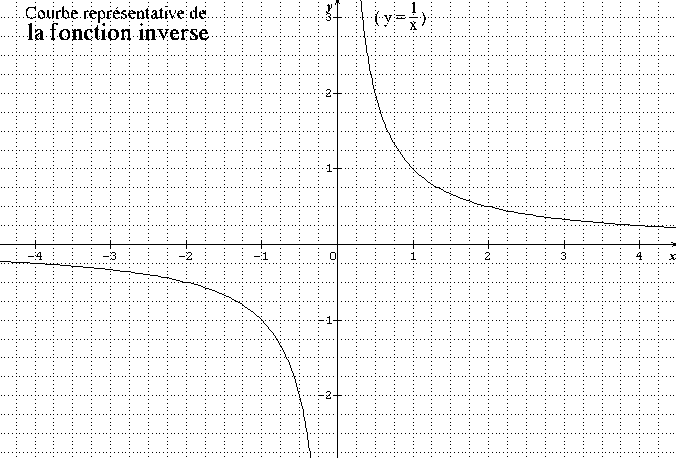 Courbe représentative de
la fonction inverse
( y = 1/x )
y
3
2
1
-4 -3 -2 -1 0 1 2 3 4 x
-1
-2